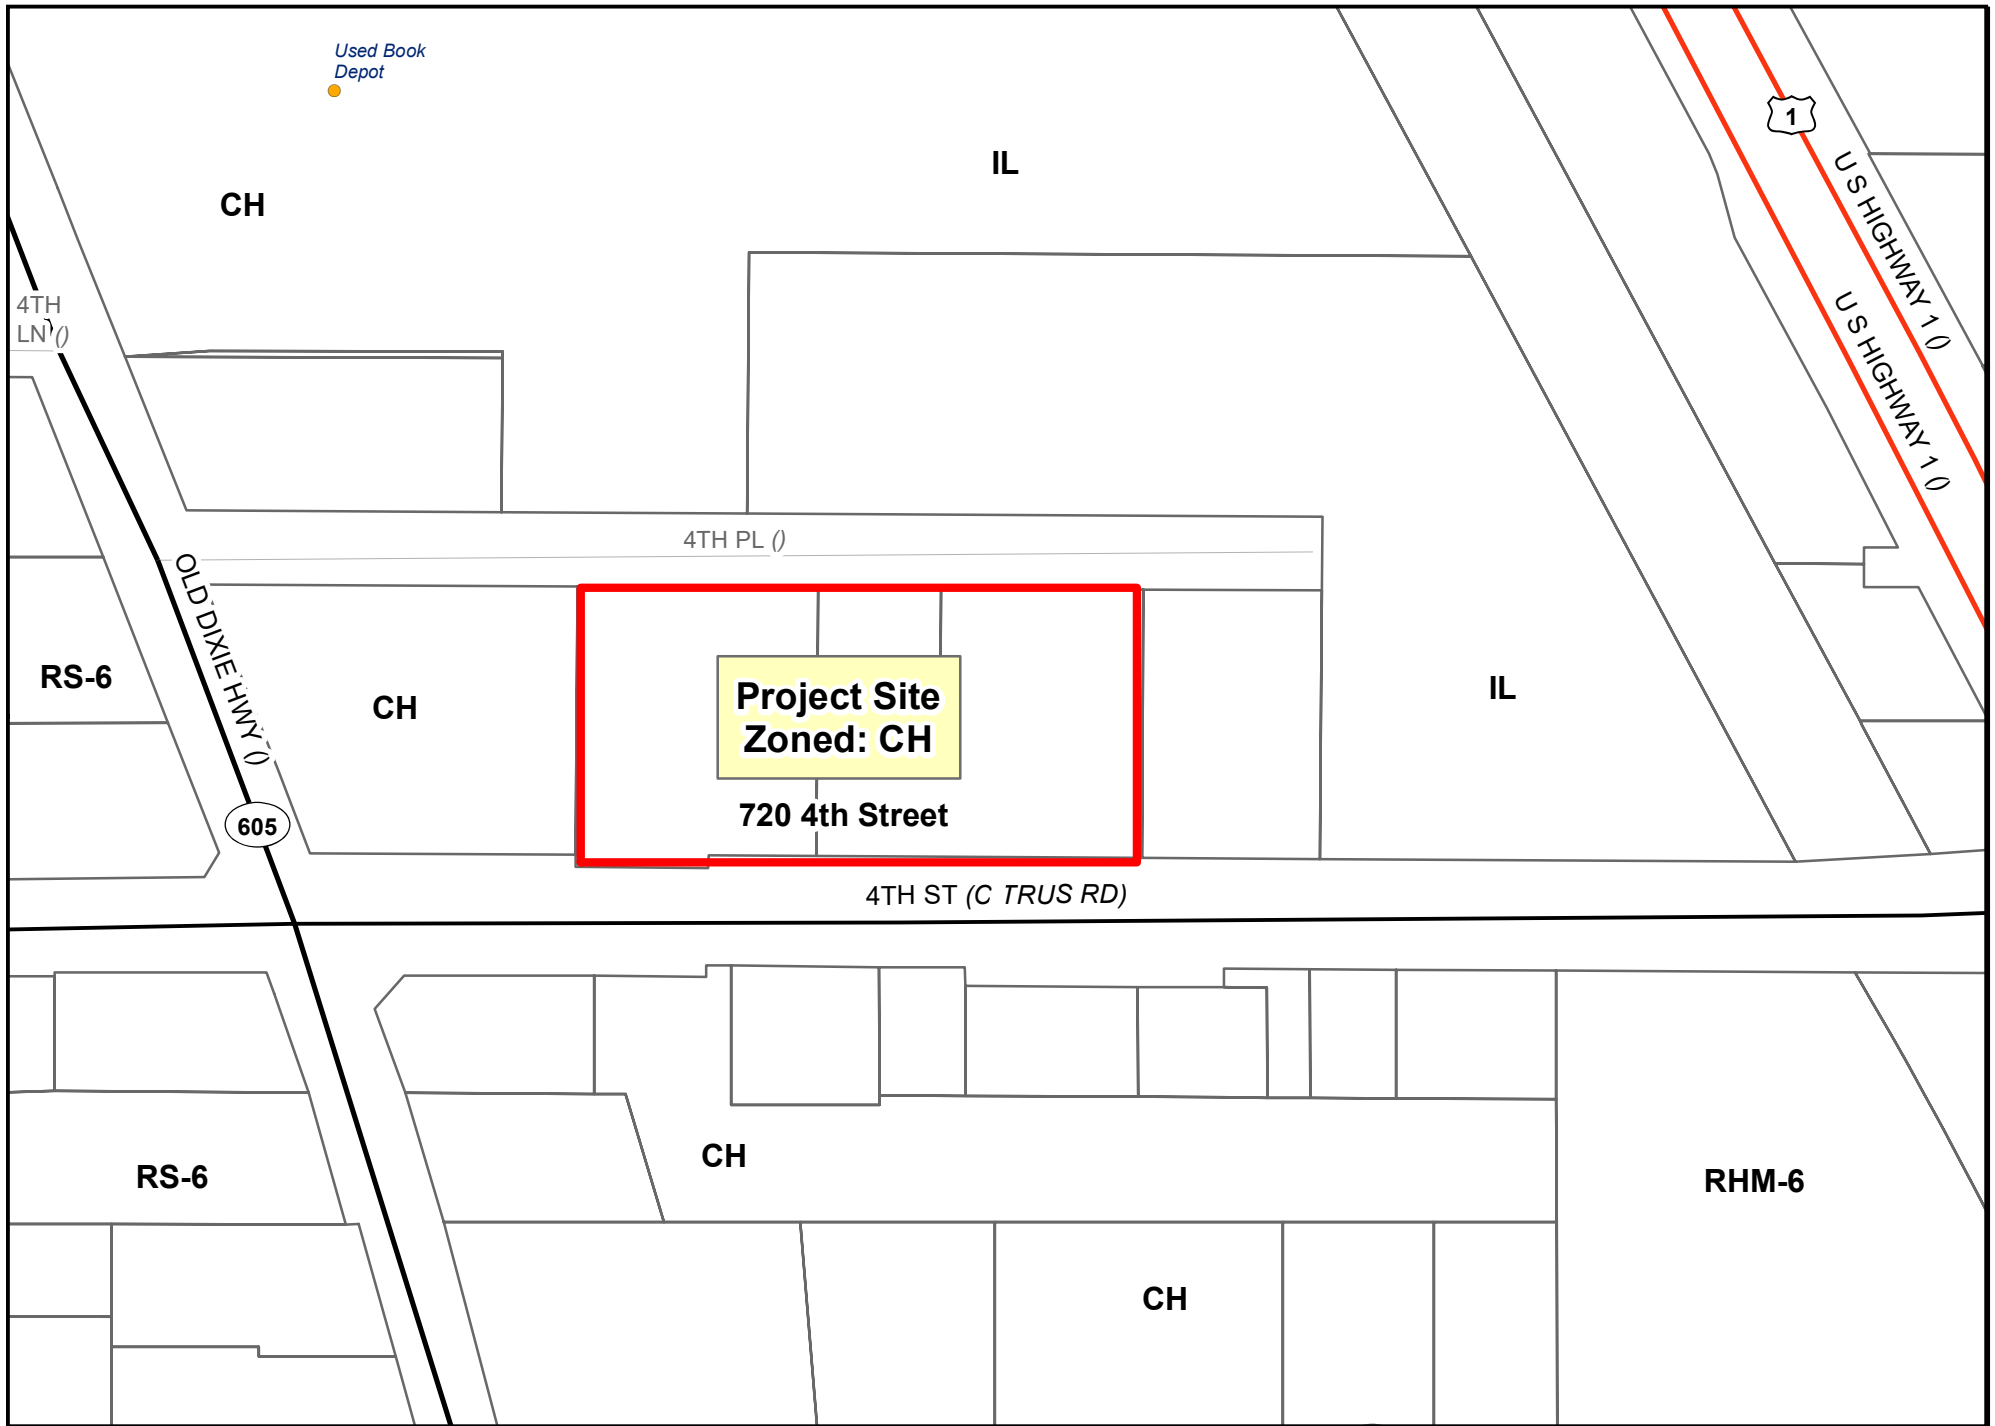 Used Book
Depot
1
IL
CH
U S HIGHWAY 1 ()
4TH
LN ()
U S HIGHWAY 1 ()
4TH PL ()
OLD DIXIE HWY ()
RS-6
CH
Project Site
Zoned: CH
IL
720 4th Street
605
4TH ST (C TRUS RD)
CH
RS-6
RHM-6
CH